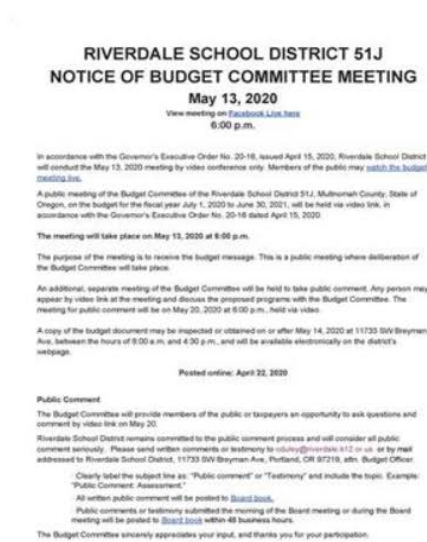 RIVERDALE SCHOOL DISTRICT 51J
NOTICE OF BUDGET COMMITTEE MEETING
May 13, 2020
View meeting on Facebook Live here
6:00 p.m.
In accordance with the Governor's Executive Order No. 20-16, issued April 15, 2020, Riverdale School District
will conduct the May 13, 2020 meeting by video conference only. Members of the public may watch the budget
meeting live.
A public meeting of the Budget Committee of the Riverdale School District 51J, Multnomah County, State of
Oregon, on the budget for the fiscal year July 1, 2020 to June 30, 2021, will be held via video link, in
accordance with the Governor's Executive Order No. 20-16 dated April 15, 2020.
The meeting will take place on May 13, 2020 at 6:00 p.m.
The purpose of the meeting is to receive the budget message. This is a public meeting where deliberation of
the Budget Committee will take place.
An additional, separate meeting of the Budget Committee will be held to take public comment. Any person may
appear by video link at the meeting and discuss the proposed programs with the Budget Committee. The
meeting for public comment will be on May 20, 2020 at 6:00 p.m., held via video.
A copy of the budget document may be inspected or obtained on or after May 14, 2020 at 11733 SW Breyman
Ave, between the hours of 8:00 a.m. and 4:30 p.m., and will be available electronically on the district's
webpage.
Posted online: April 22, 2020
Public Comment
The Budget Committee will provide members of the public or taxpayers an opportunity to ask questions and
comment by video link on May 20.
Riverdale School District remains committed to the public comment process and will consider all public
comment seriously. Please send written comments or testimony to or by mail
addressed to Riverdale School District, 11733 SW Breyman Ave, Portland, OR 97219, attn. Budget Officer.
Clearly label the subject line as: "Public comment" or "Testimony" and include the topic. Example:
"Public Comment: Assessment."
All written public comment will be posted to Board book.
Public comments or testimony submitted the morning of the Board meeting or during the Board
meeting will be posted to Board book within 48 business hours.
The Budget Committee sincerely appreciates your input, and thanks you for your participation.